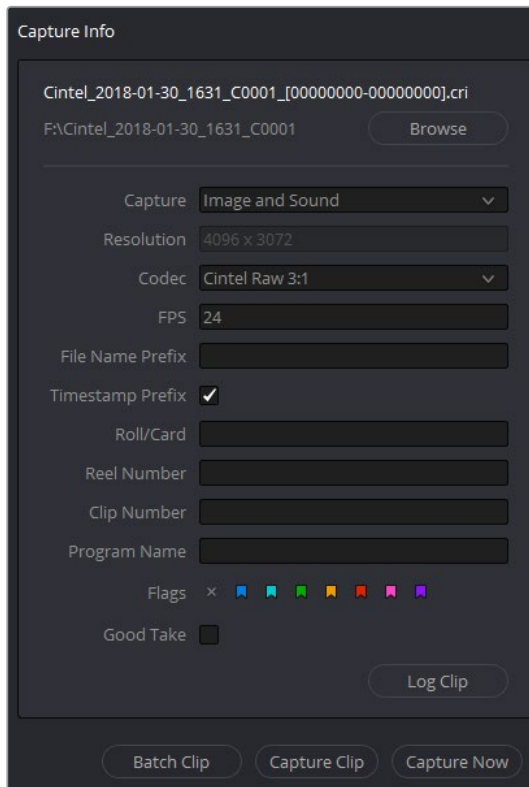 Capture Info
Cintel_2018-01-30_1631_C0001_[00000000-00000000].cri
F:\Cintel_2018-01-30_1631_C0001 Browse
Capture Image and Sound
Resolution 4096 x 3072
Codec Cintel Raw 3:1
FPS 24
File Name Prefix
Timestamp Prefix
Roll/Card
Reel Number
Clip Number
Program Name
Flags
Good Take
Log Clip
Batch Clip Capture Clip Capture Now